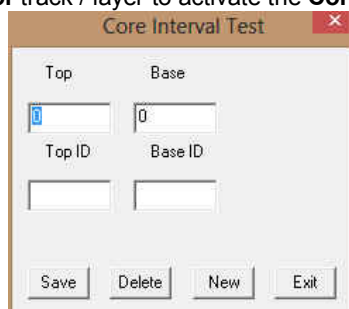 track / layer to activate the
Core Interval Test
Top Base
0 0
Top ID Base ID
Save Delete New Exit